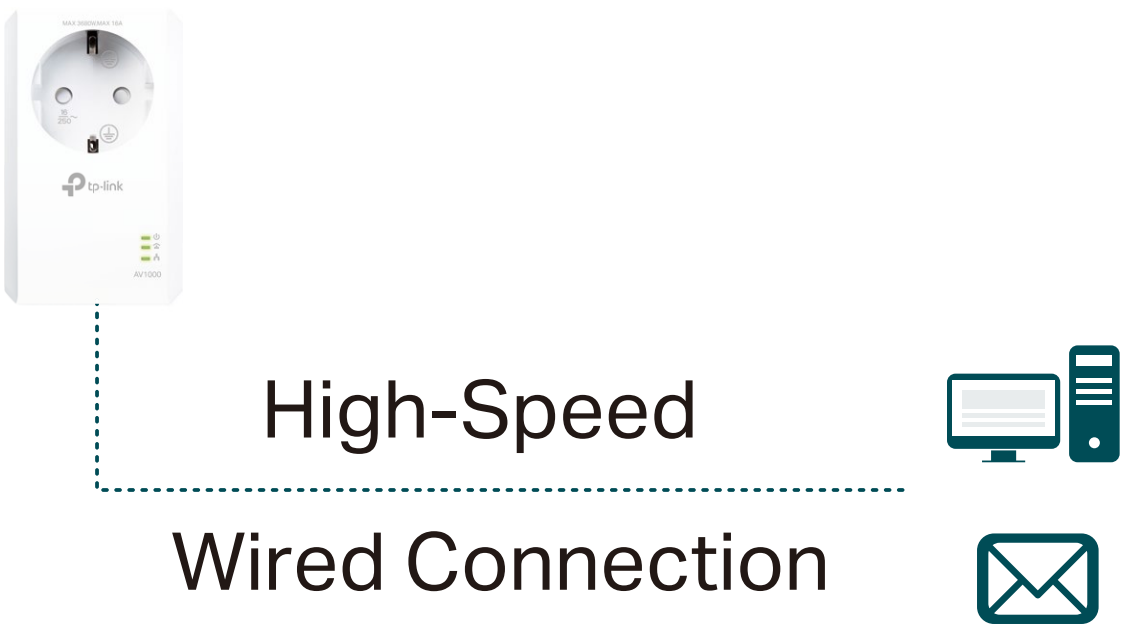 MAX 3680W/MAX 16A
16
250~
tp-link
AV1000
High-Speed
Wired Connection